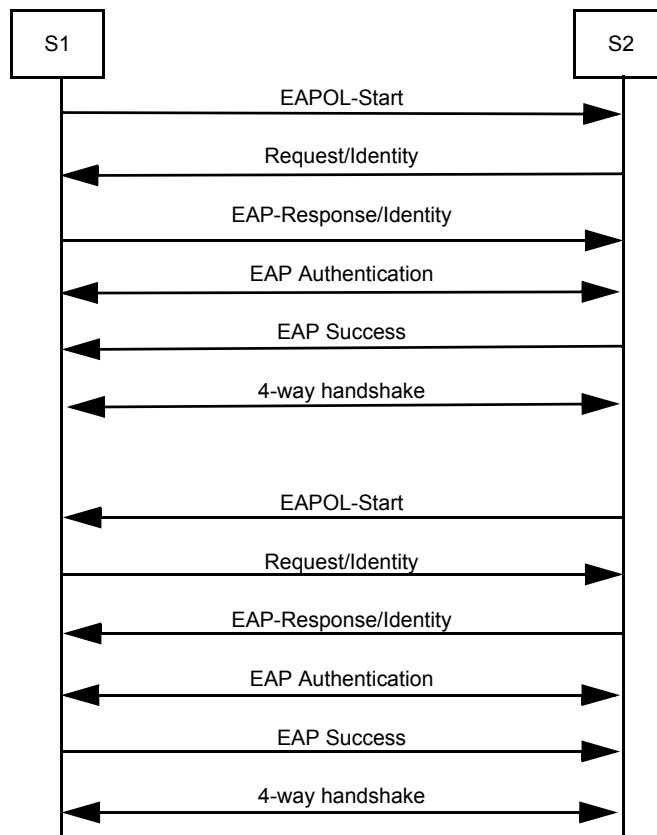 S1
S2
EAPOL-Start
Request/Identity
EAP-Response/Identity
EAP Authentication
EAP Success
4-way handshake
EAPOL-Start
Request/Identity
EAP-Response/Identity
EAP Authentication
EAP Success
4-way handshake